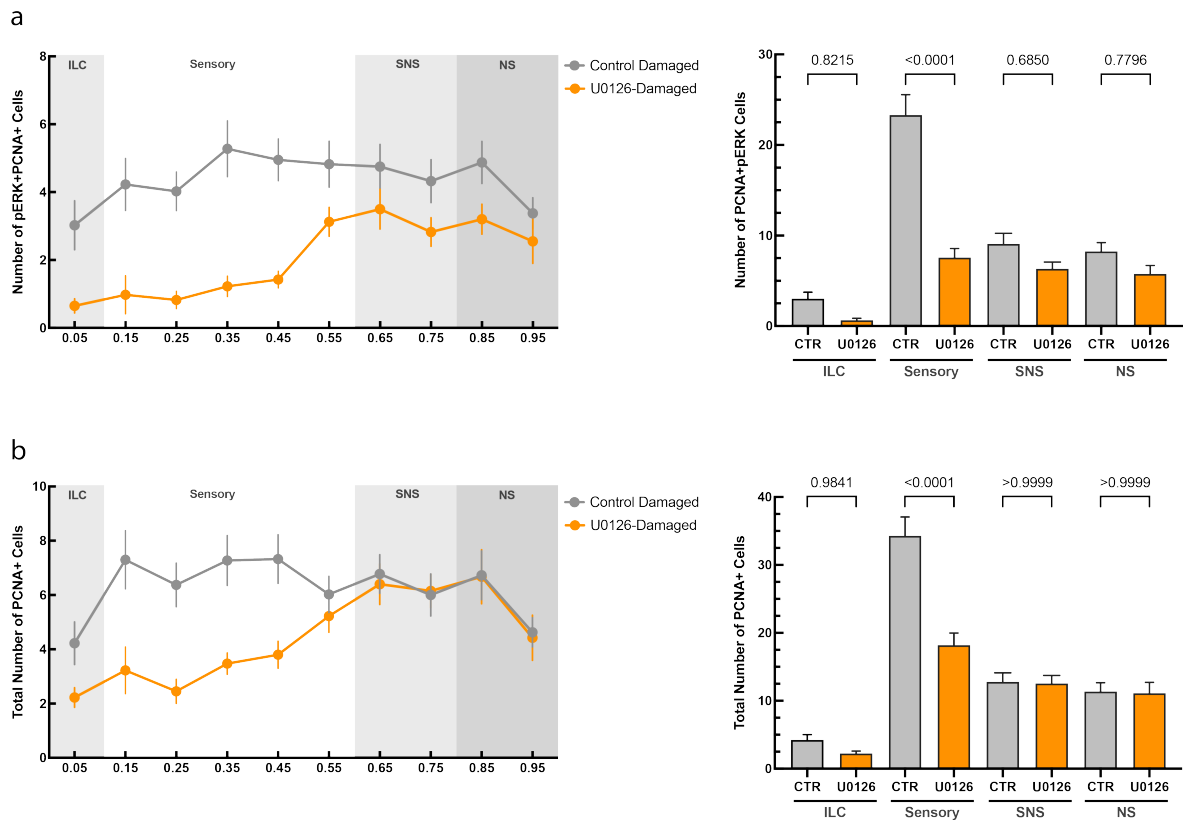 a
ILC Sensory SNS NS
Number of pERK+PCNA+ Cells
8
6
4
2
0
0.05 0.15 0.25 0.35 0.45 0.55 0.65 0.75 0.85 0.95
Control Damaged
U0126-Damaged
Number of PCNA+pERK Cells
30
20
10
0
0.8215 <0.0001 0.6850 0.7796
CTR U0126 CTR U0126 CTR U0126 CTR U0126
ILC Sensory SNS NS
b
ILC Sensory SNS NS
Total Number of PCNA+ Cells
10
8
6
4
2
0
0.05 0.15 0.25 0.35 0.45 0.55 0.65 0.75 0.85 0.95
Control Damaged
U0126-Damaged
Total Number of PCNA+ Cells
40
30
20
10
0
0.9841 <0.0001 >0.9999 >0.9999
CTR U0126 CTR U0126 CTR U0126 CTR U0126
ILC Sensory SNS NS